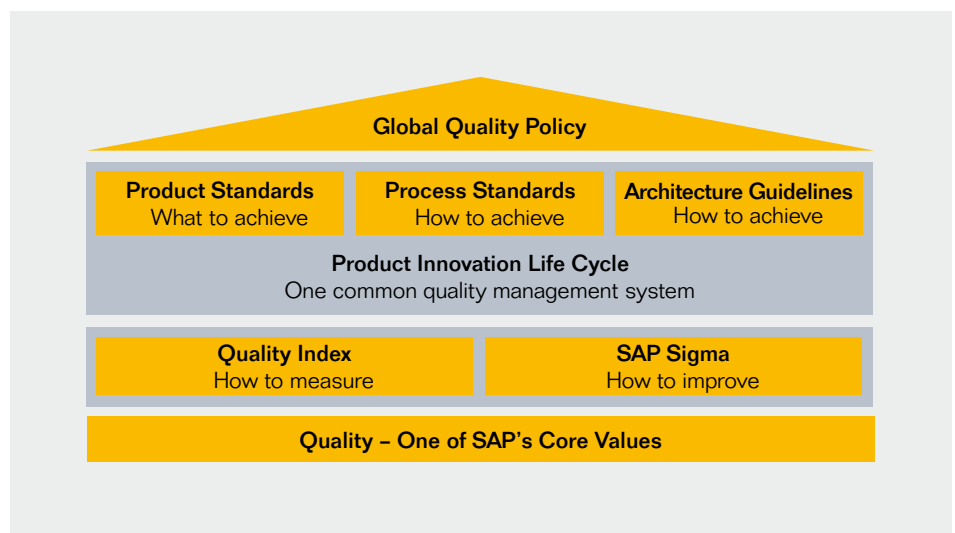 Global Quality Policy
Product Standards
What to achieve
Process Standards
How to achieve
Architecture Guidelines
How to achieve
Product Innovation Life Cycle
One common quality management system
Quality Index
How to measure
SAP Sigma
How to improve
Quality – One of SAP's Core Values